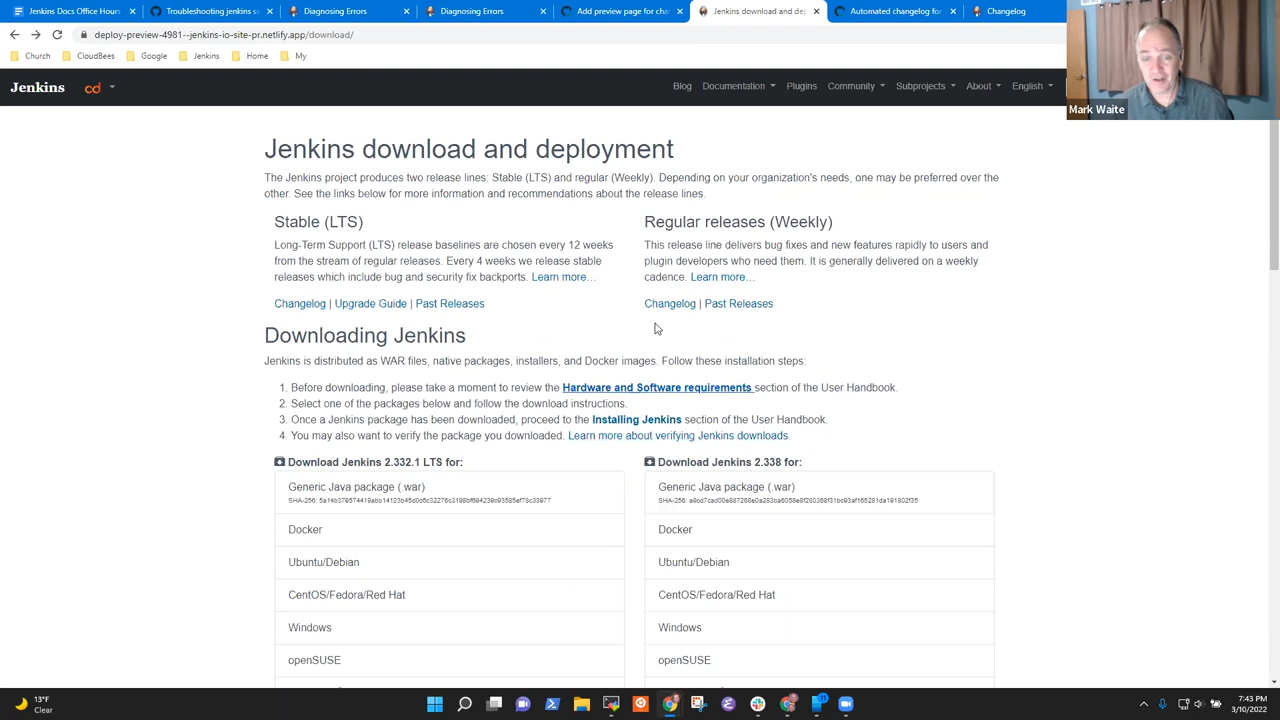 Jenkins Docs Office Hours
Troubleshooting jenkins se
Diagnosing Errors
Diagnosing Errors
Add preview page for chan
Jenkins download and dep
Automated changelog for
Changelog
deploy-preview-4981--jenkins-io-site-pr.netlify.app/download/
Church
CloudBees
Google
Jenkins
Home
My
Mark Waite
Jenkins
cd
Blog
Documentation
Plugins
Community
Subprojects
About
English
Jenkins download and deployment
The Jenkins project produces two release lines: Stable (LTS) and regular (Weekly). Depending on your organization's needs, one may be preferred over the
other. See the links below for more information and recommendations about the release lines.
Stable (LTS)
Long-Term Support (LTS) release baselines are chosen every 12 weeks
from the stream of regular releases. Every 4 weeks we release stable
releases which include bug and security fix backports. Learn more…
Changelog | Upgrade Guide | Past Releases
Regular releases (Weekly)
This release line delivers bug fixes and new features rapidly to users and
plugin developers who need them. It is generally delivered on a weekly
cadence. Learn more…
Changelog | Past Releases
Downloading Jenkins
Jenkins is distributed as WAR files, native packages, installers, and Docker images. Follow these installation steps:
1. Before downloading, please take a moment to review the Hardware and Software requirements section of the User Handbook.
2. Select one of the packages below and follow the download instructions.
3. Once a Jenkins package has been downloaded, proceed to the Installing Jenkins section of the User Handbook.
4. You may also want to verify the package you downloaded. Learn more about verifying Jenkins downloads.
Download Jenkins 2.332.1 LTS for:
Generic Java package (.war)
SHA-256:
Docker
Ubuntu/Debian
CentOS/Fedora/Red Hat
Windows
openSUSE
Download Jenkins 2.338 for:
Generic Java package (.war)
SHA-256:
Docker
Ubuntu/Debian
CentOS/Fedora/Red Hat
Windows
openSUSE
13°F
Clear
7:43 PM
3/10/2022